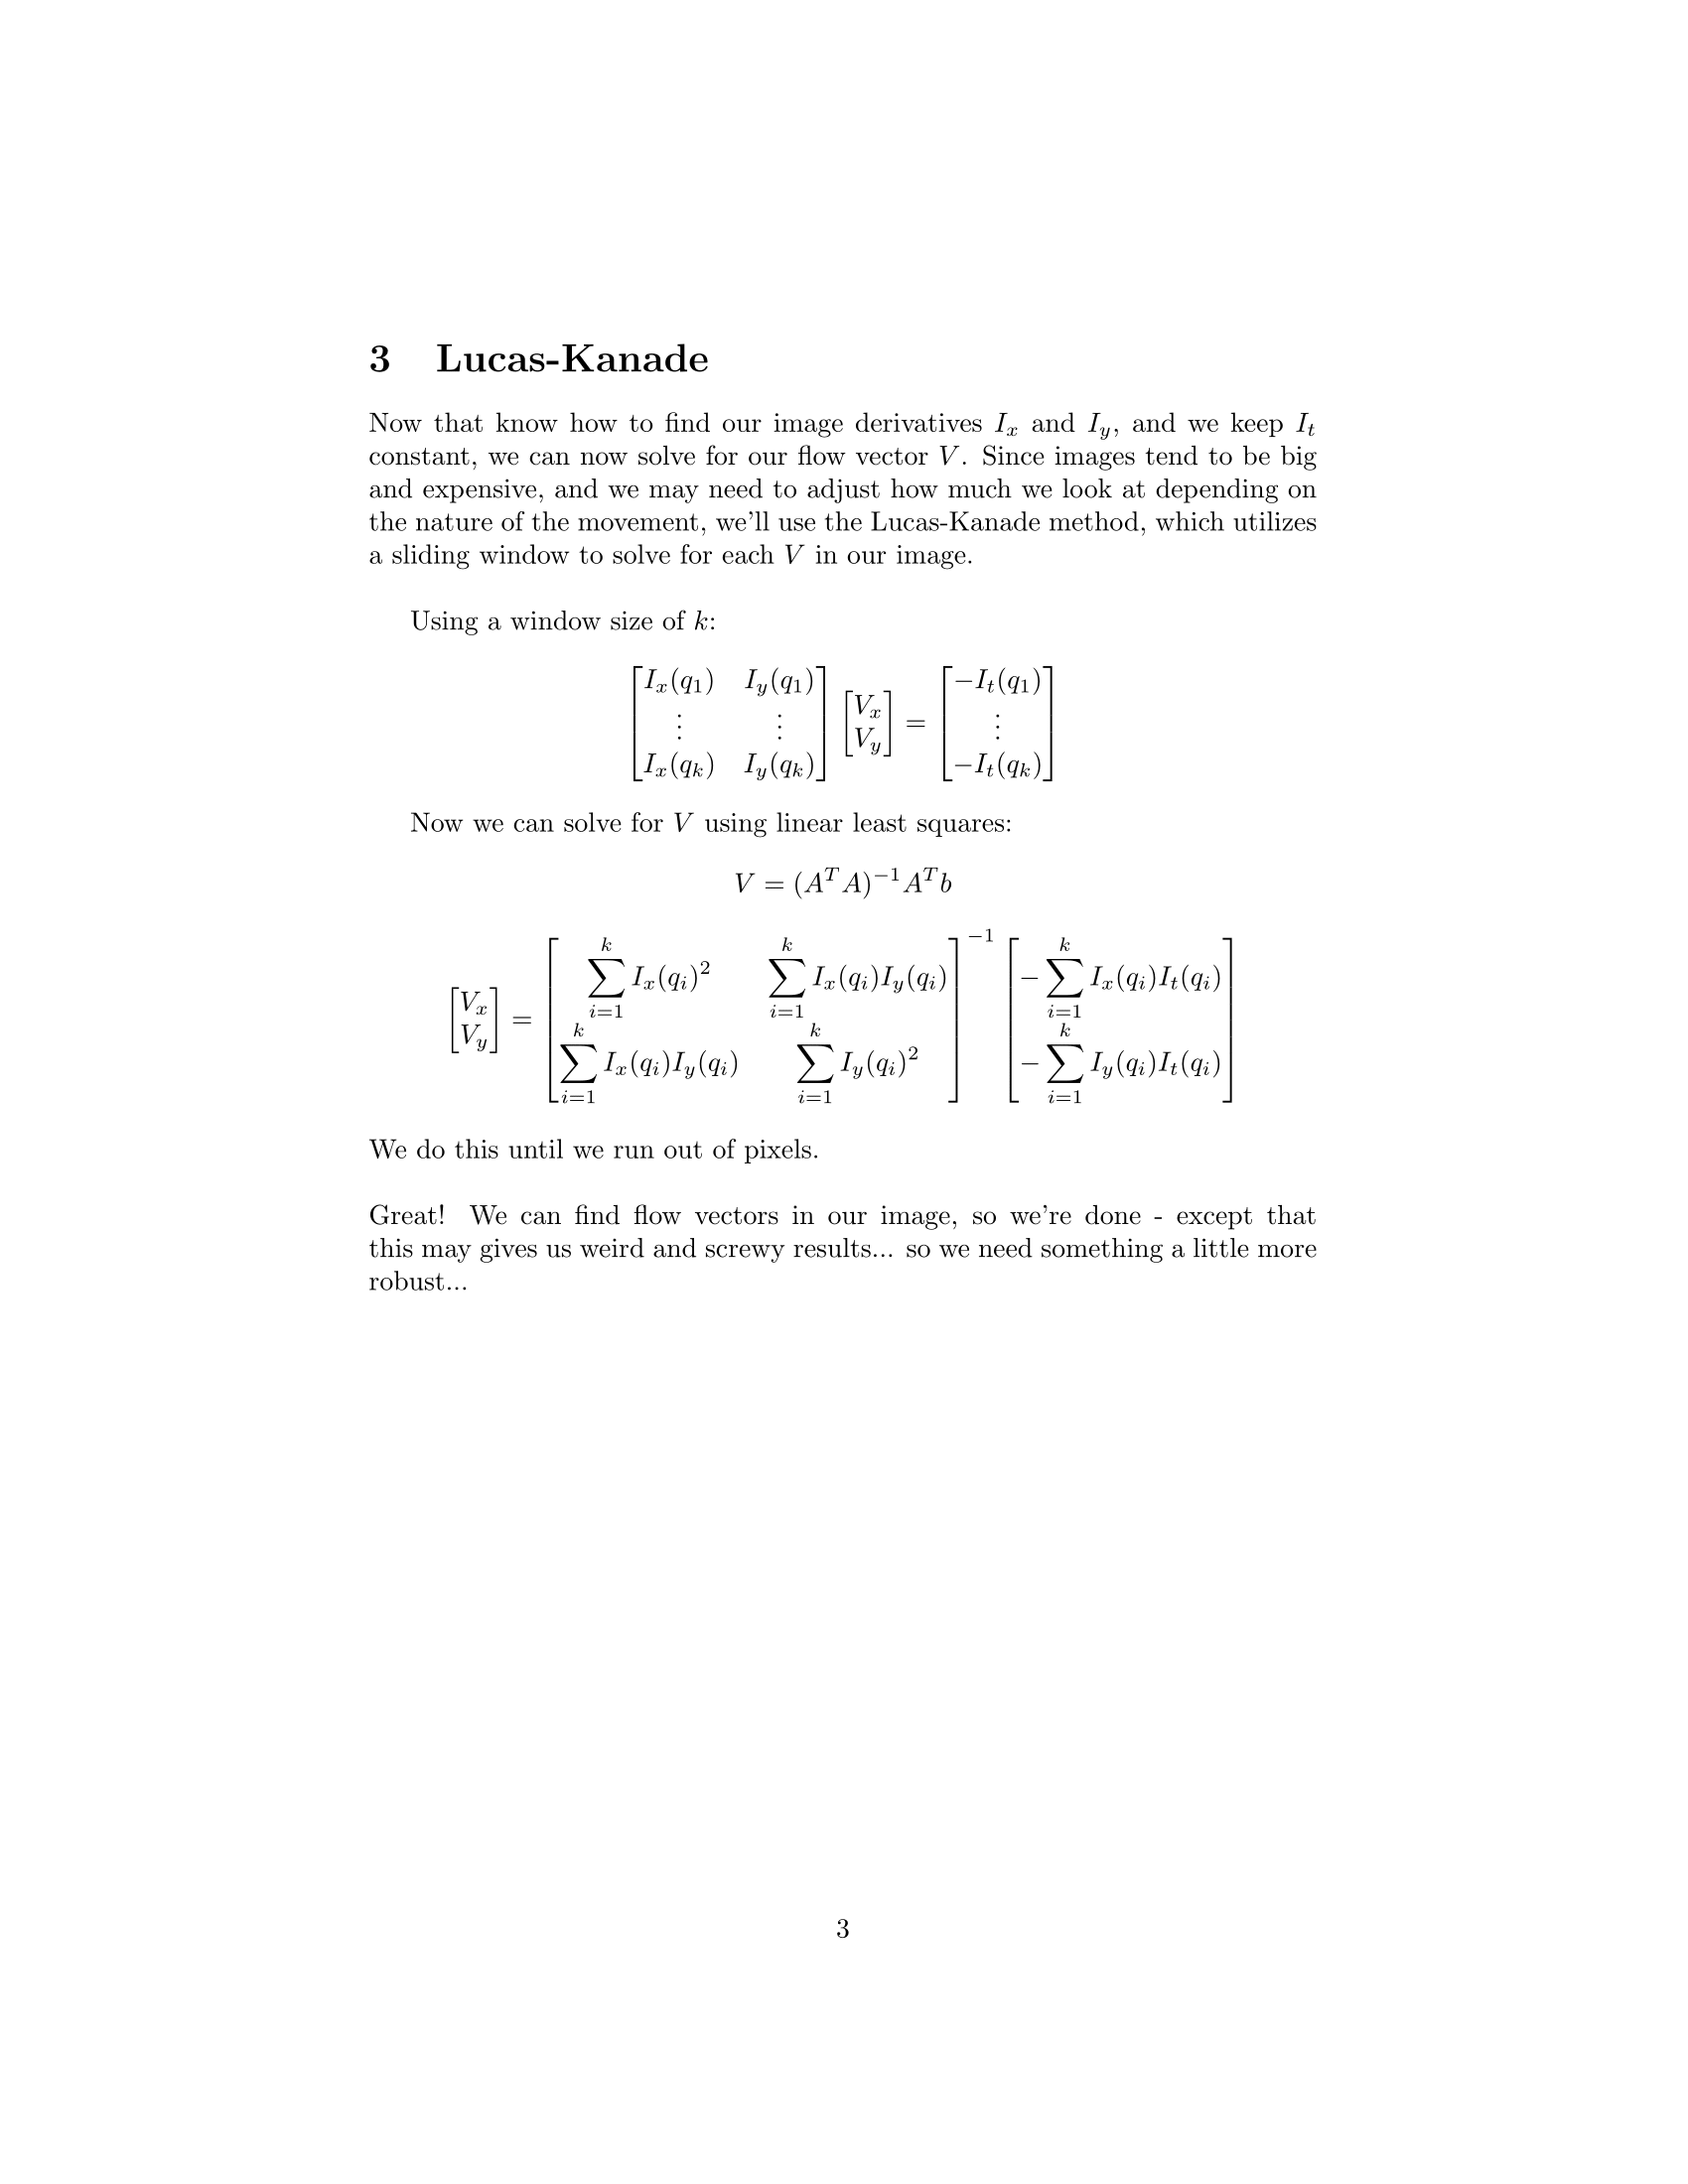 3 Lucas-Kanade
Now that know how to find our image derivatives $I_x$ and $I_y$, and we keep $I_t$
constant, we can now solve for our flow vector $V$. Since images tend to be big
and expensive, and we may need to adjust how much we look at depending on
the nature of the movement, we'll use the Lucas-Kanade method, which utilizes
a sliding window to solve for each $V$ in our image.
Using a window size of $k$:
$\begin{bmatrix} I_x(q_1) & I_y(q_1) \\ \vdots & \vdots \\ I_x(q_k) & I_y(q_k) \end{bmatrix} \begin{bmatrix} V_x \\ V_y \end{bmatrix} = \begin{bmatrix} -I_t(q_1) \\ \vdots \\ -I_t(q_k) \end{bmatrix}$
Now we can solve for $V$ using linear least squares:
$V = (A^T A)^{-1} A^T b$
$\begin{bmatrix} V_x \\ V_y \end{bmatrix} = \begin{bmatrix} \sum_{i=1}^{k} I_x(q_i)^2 & \sum_{i=1}^{k} I_x(q_i) I_y(q_i) \\ \sum_{i=1}^{k} I_x(q_i) I_y(q_i) & \sum_{i=1}^{k} I_y(q_i)^2 \end{bmatrix}^{-1} \begin{bmatrix} -\sum_{i=1}^{k} I_x(q_i) I_t(q_i) \\ -\sum_{i=1}^{k} I_y(q_i) I_t(q_i) \end{bmatrix}$
We do this until we run out of pixels.
Great! We can find flow vectors in our image, so we're done - except that
this may gives us weird and screwy results... so we need something a little more
robust...
3